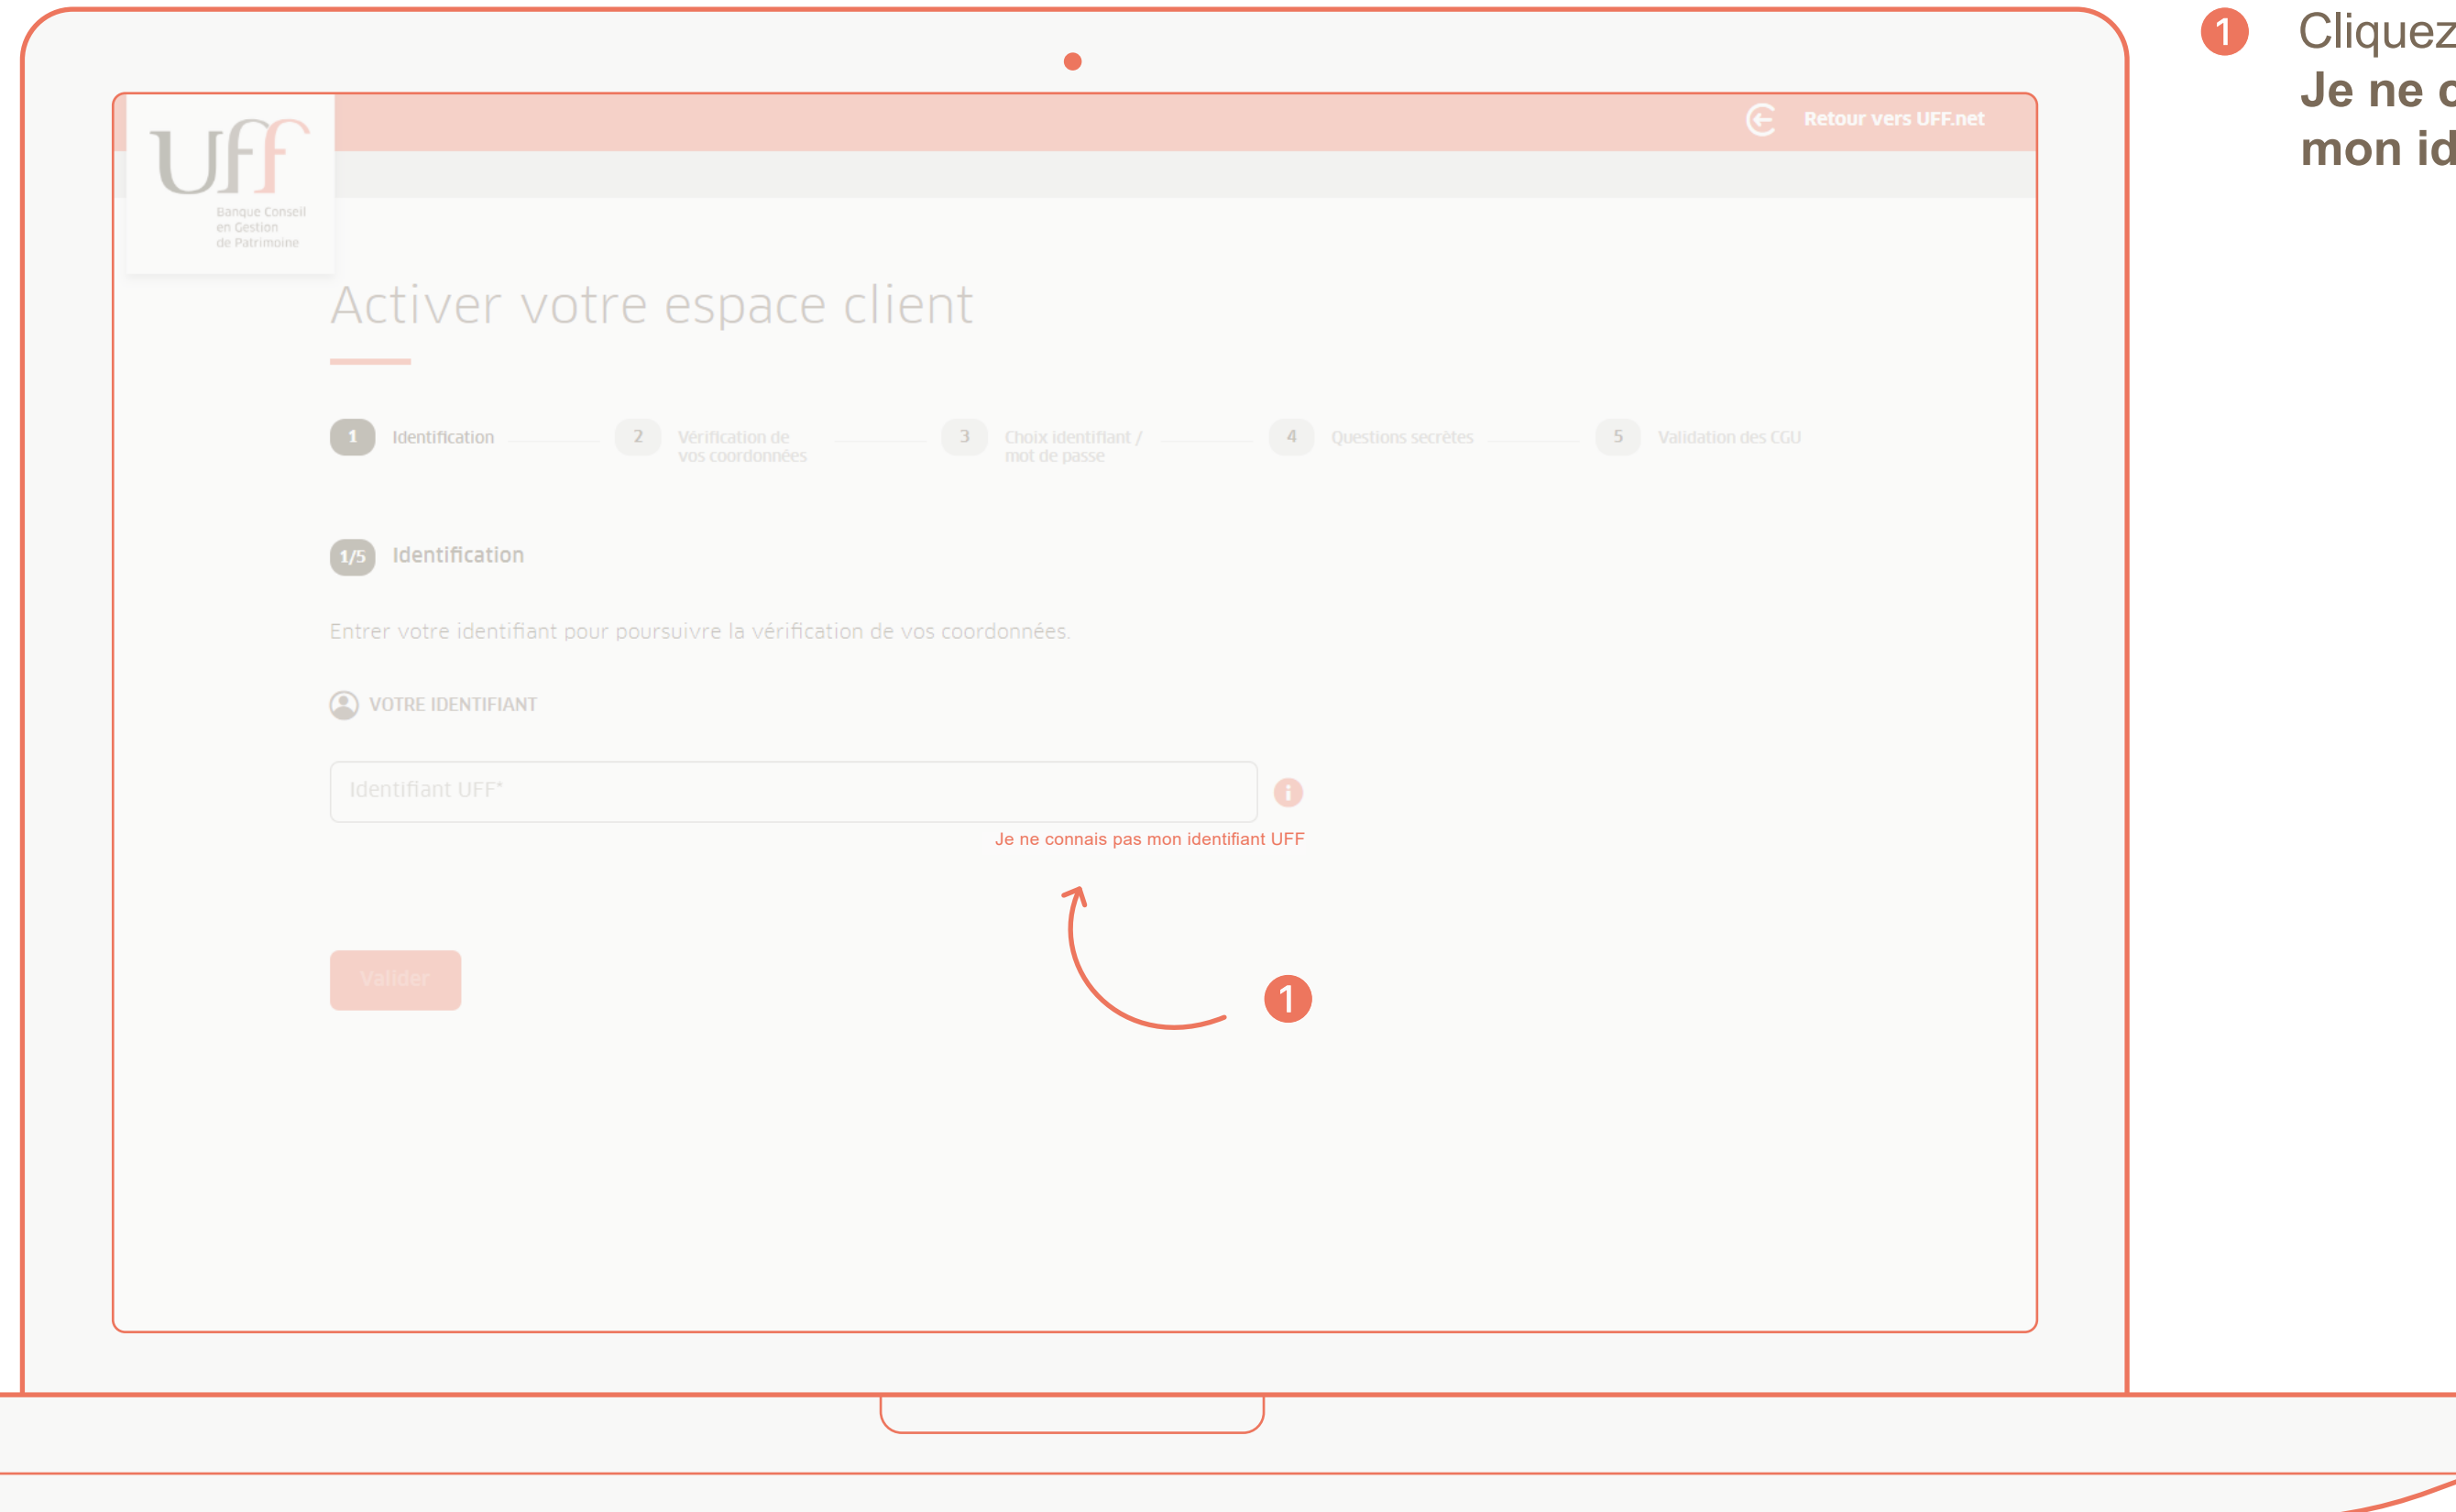 Retour vers UFF.net
Uff
Banque Conseil
en Gestion
de Patrimoine
Activer votre espace client
1 Identification 2 Vérification de vos coordonnées 3 Choix identifiant / mot de passe 4 Questions secrètes 5 Validation des CGU
1/5 Identification
Entrer votre identifiant pour poursuivre la vérification de vos coordonnées.
VOTRE IDENTIFIANT
Identifiant UFF*
i
Je ne connais pas mon identifiant UFF
Valider
1
1 Cliquez
Je ne
mon